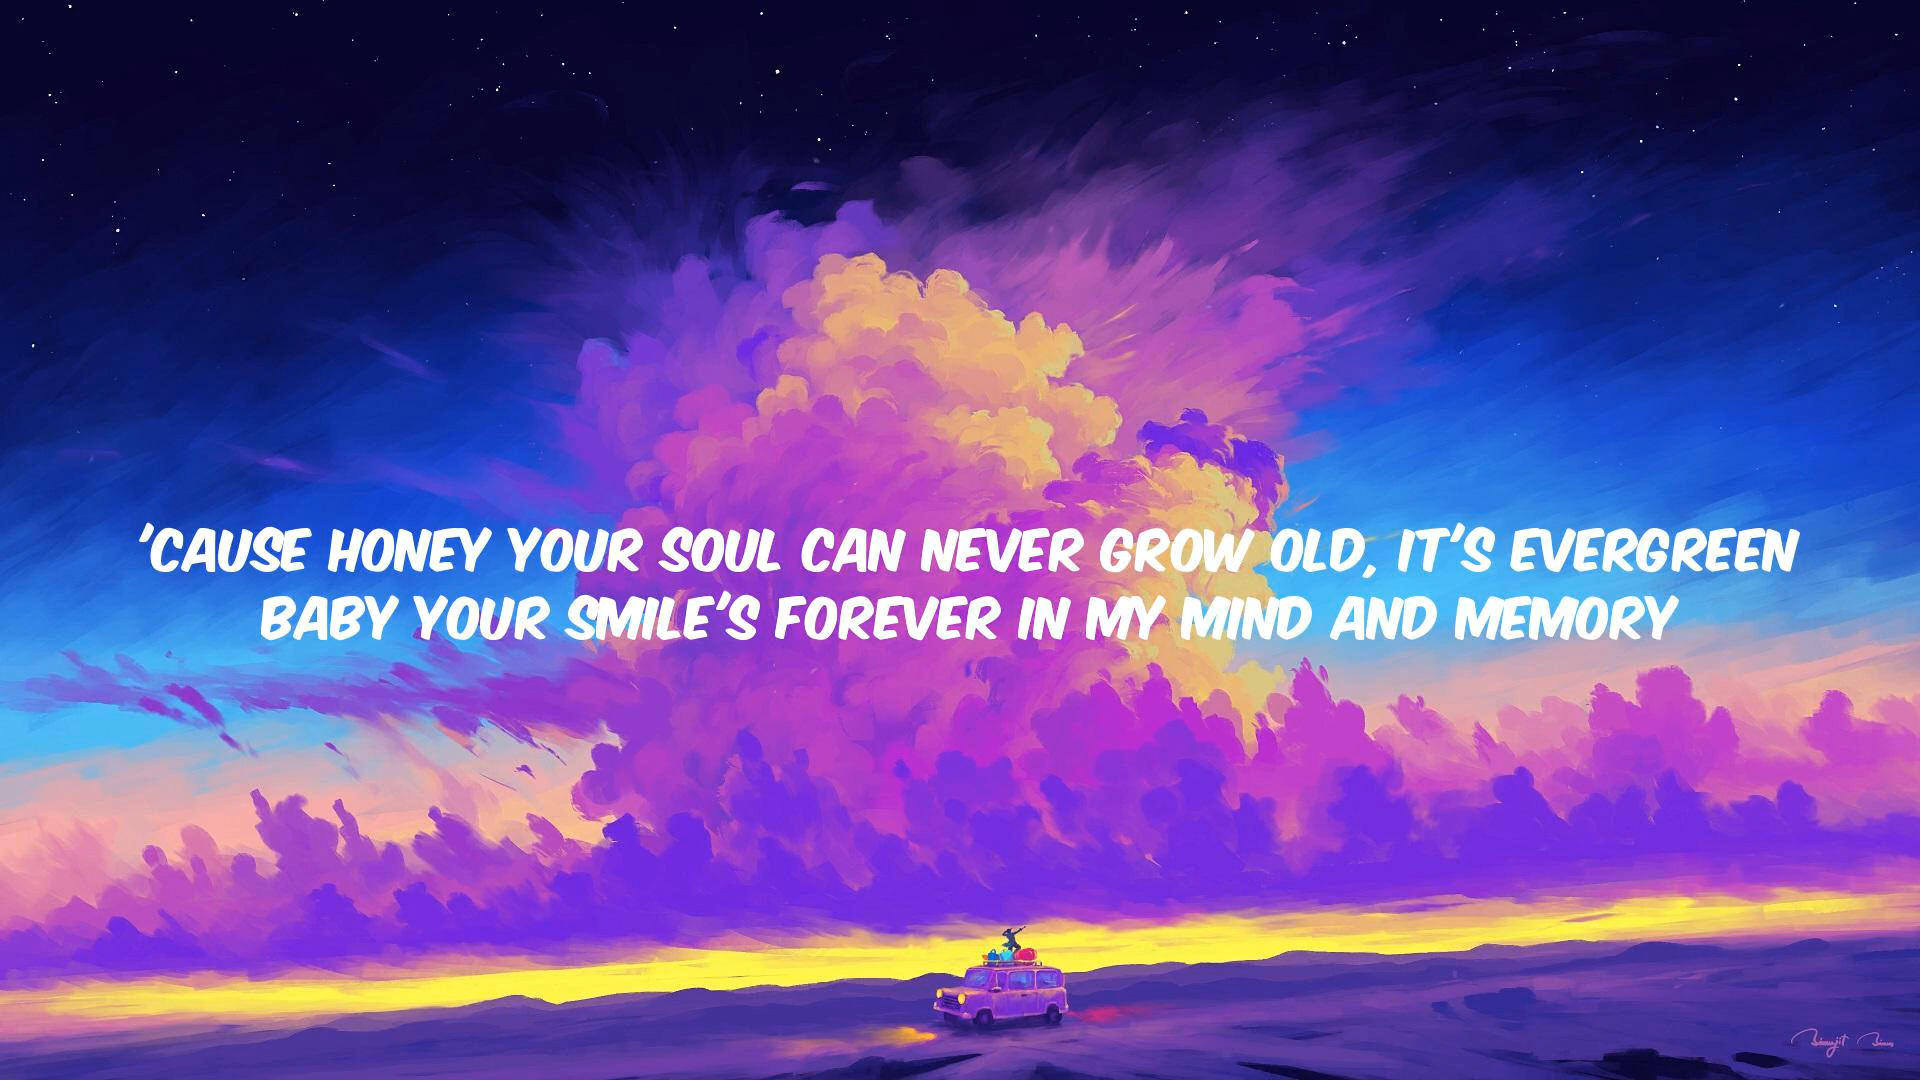 'CAUSE HONEY YOUR SOUL CAN NEVER GROW OLD, IT'S EVERGREEN
BABY YOUR SMILE'S FOREVER IN MY MIND AND MEMORY